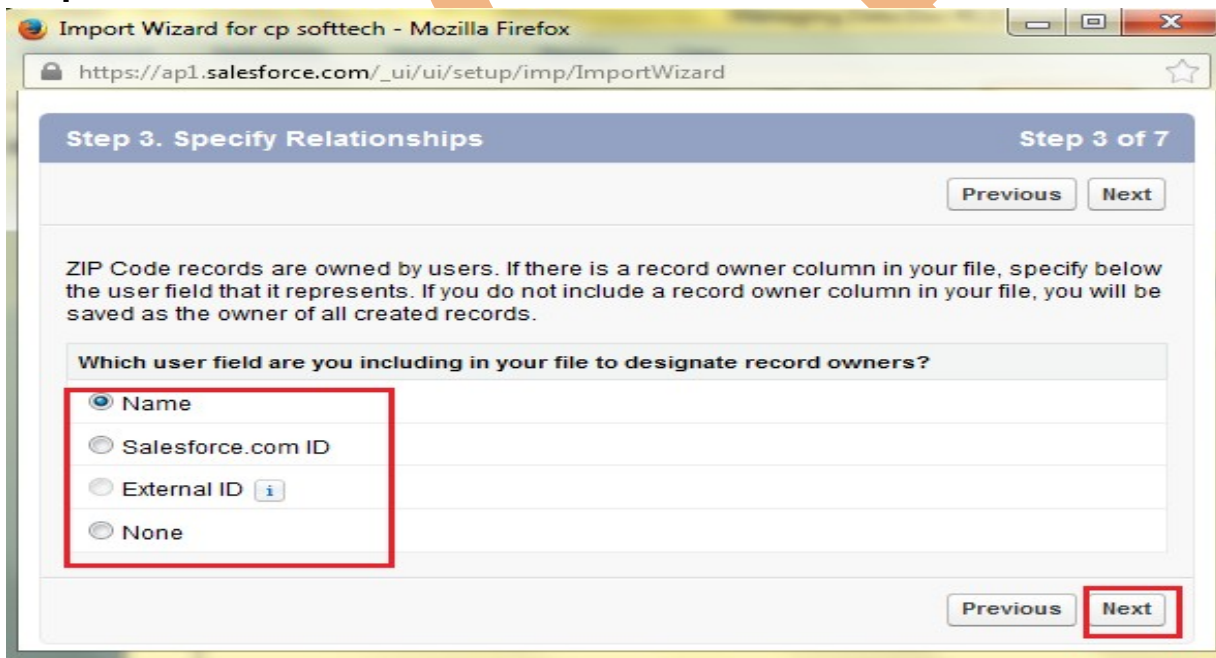 Import Wizard for cp softtech - Mozilla Firefox
https://ap1.salesforce.com/_ui/ui/setup/imp/ImportWizard
Step 3. Specify Relationships Step 3 of 7
Previous Next
ZIP Code records are owned by users. If there is a record owner column in your file, specify below
the user field that it represents. If you do not include a record owner column in your file, you will be
saved as the owner of all created records.
Which user field are you including in your file to designate record owners?
Name
Salesforce.com ID
External ID i
None
Previous Next